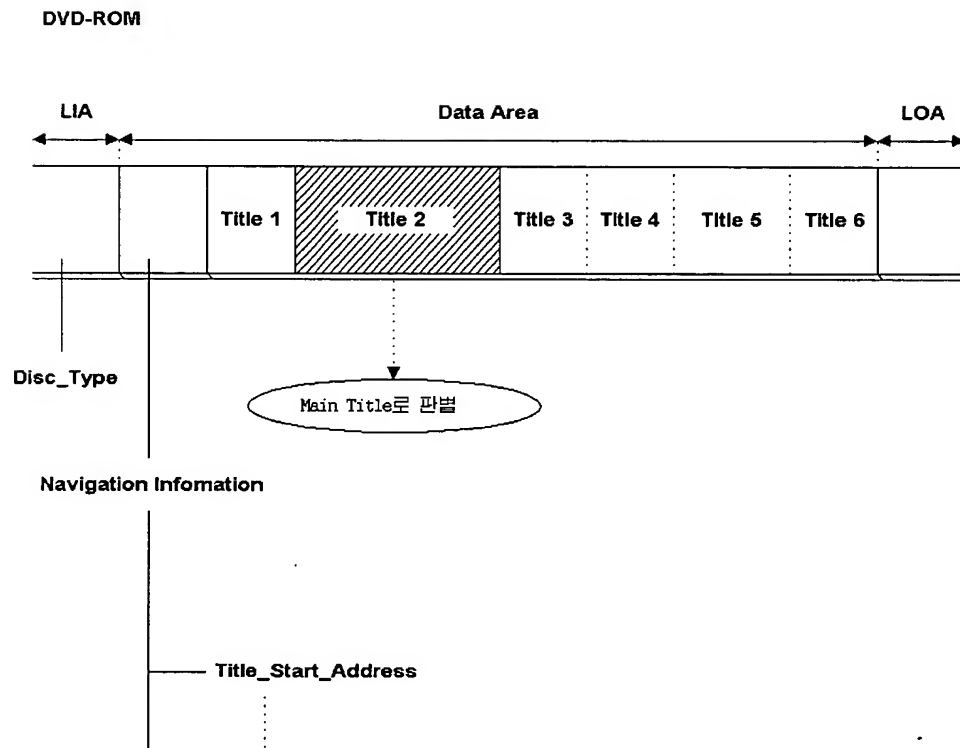 DVD-ROM
LIA
Data Area
LOA
Title 1
Title 2
Title 3
Title 4
Title 5
Title 6
Disc_Type
Main Title로 판별
Navigation Infomation
Title_Start_Address